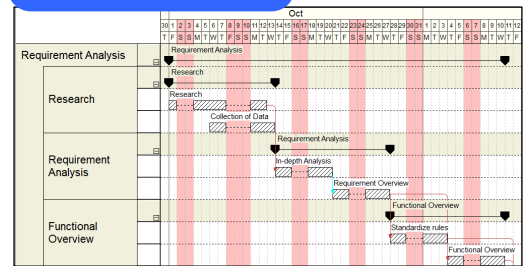 Oct
30 1 2 3 4 5 6 7 8 9 10 11 12 13 14 15 16 17 18 19 20 21 22 23 24 25 26 27 28 29 30 31 1 2 3 4 5 6 7 8 9 10 11 12
T F S S M T W T F S S M T W T F S S M T W T F S S M T W T F
Requirement Analysis
Requirement Analysis
Research
Research
Research
Collection of Data
Requirement Analysis
Requirement
Analysis
In-depth Analysis
Requirement Overview
Functional Overview
Functional
Overview
Standardize rules
Functional Overview